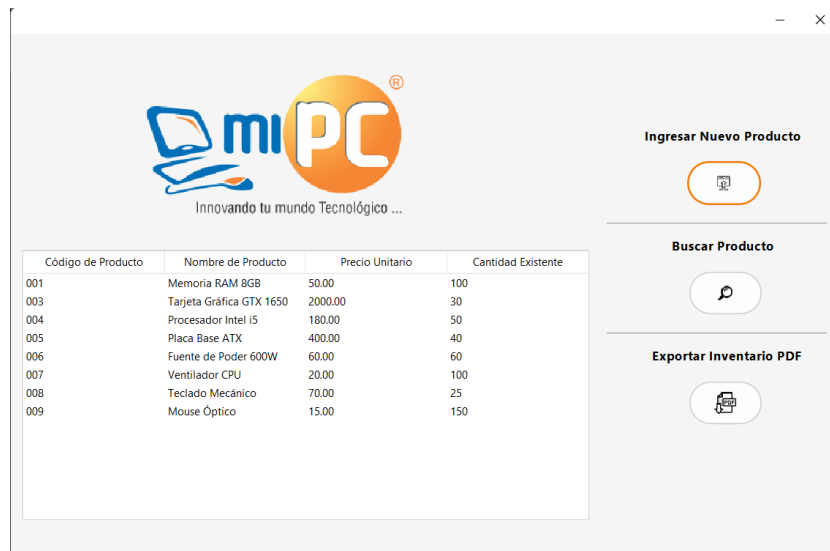 mi PC ®
Innovando tu mundo Tecnológico ...
Ingresar Nuevo Producto
Buscar Producto
Exportar Inventario PDF
PDF
Código de Producto Nombre de Producto Precio Unitario Cantidad Existente
001 Memoria RAM 8GB 50.00 100
003 Tarjeta Gráfica GTX 1650 2000.00 30
004 Procesador Intel i5 180.00 50
005 Placa Base ATX 400.00 40
006 Fuente de Poder 600W 60.00 60
007 Ventilador CPU 20.00 100
008 Teclado Mecánico 70.00 25
009 Mouse Óptico 15.00 150